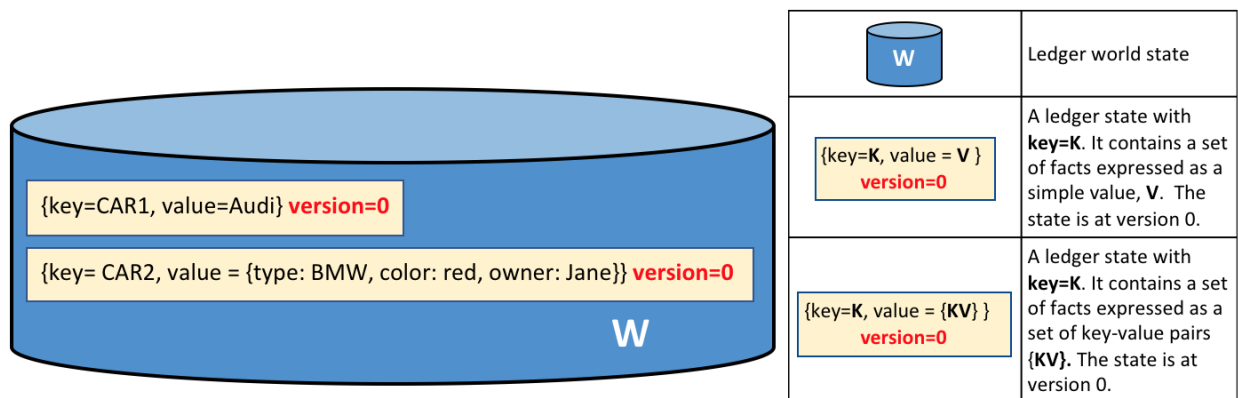 {key=CAR1, value=Audi} version=0
{key= CAR2, value = {type: BMW, color: red, owner: Jane}} version=0
W
W
Ledger world state
{key=K, value = V }
version=0
A ledger state with
key=K. It contains a set
of facts expressed as a
simple value, V.  The
state is at version 0.
{key=K, value = {KV} }
version=0
A ledger state with
key=K. It contains a set
of facts expressed as a
set of key-value pairs
{KV}. The state is at
version 0.